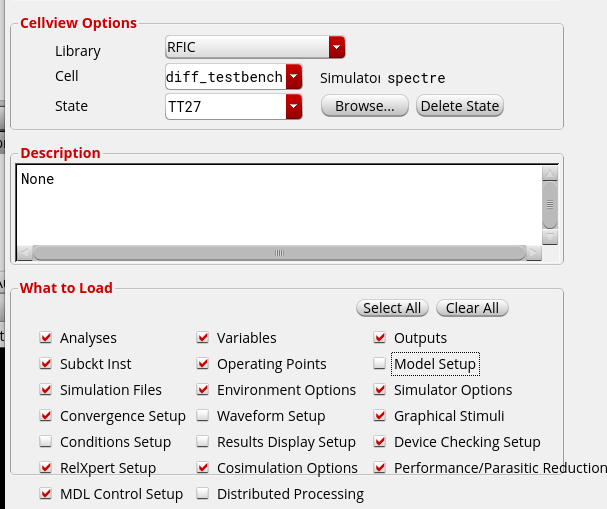 Cellview Options
Library RFIC
Cell diff_testbench Simulator spectre
State TT27 Browse... Delete State
Description
None
What to Load
Select All Clear All
Analyses Variables Outputs
Subckt Inst Operating Points Model Setup
Simulation Files Environment Options Simulator Options
Convergence Setup Waveform Setup Graphical Stimuli
Conditions Setup Results Display Setup Device Checking Setup
RelXpert Setup Cosimulation Options Performance/Parasitic Reduction
MDL Control Setup Distributed Processing